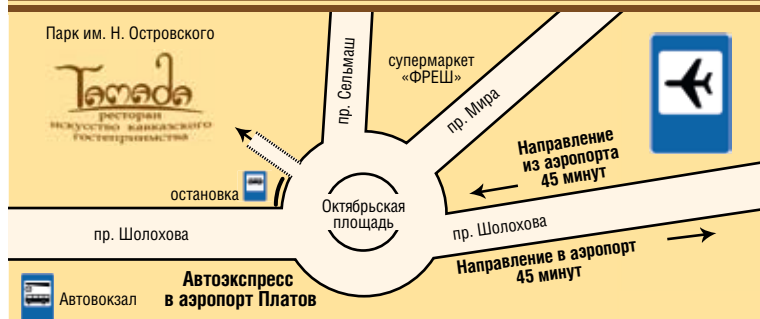 Парк им. Н. Островского
Тамада
ресторан
искусство кавказского
гостеприимства
пр. Сельмаш
супермаркет
«ФРЕШ»
пр. Мира
Направление
из аэропорта
45 минут
остановка
Октябрьская
площадь
пр. Шолохова
пр. Шолохова
Направление в аэропорт
45 минут
Автовокзал
Автоэкспресс
в аэропорт Платов